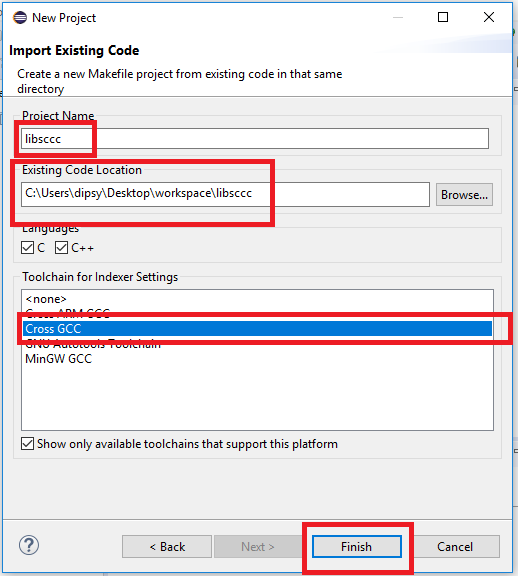 New Project
Import Existing Code
Create a new Makefile project from existing code in that same
directory
Project Name
libsccc
Existing Code Location
C:\Users\dipsy\Desktop\workspace\libsccc
Browse...
Languages
C C++
Toolchain for Indexer Settings
<none>
Cross ARM GCC
Cross GCC
GNU Autotools Toolchain
MinGW GCC
Show only available toolchains that support this platform
?
< Back Next > Finish Cancel